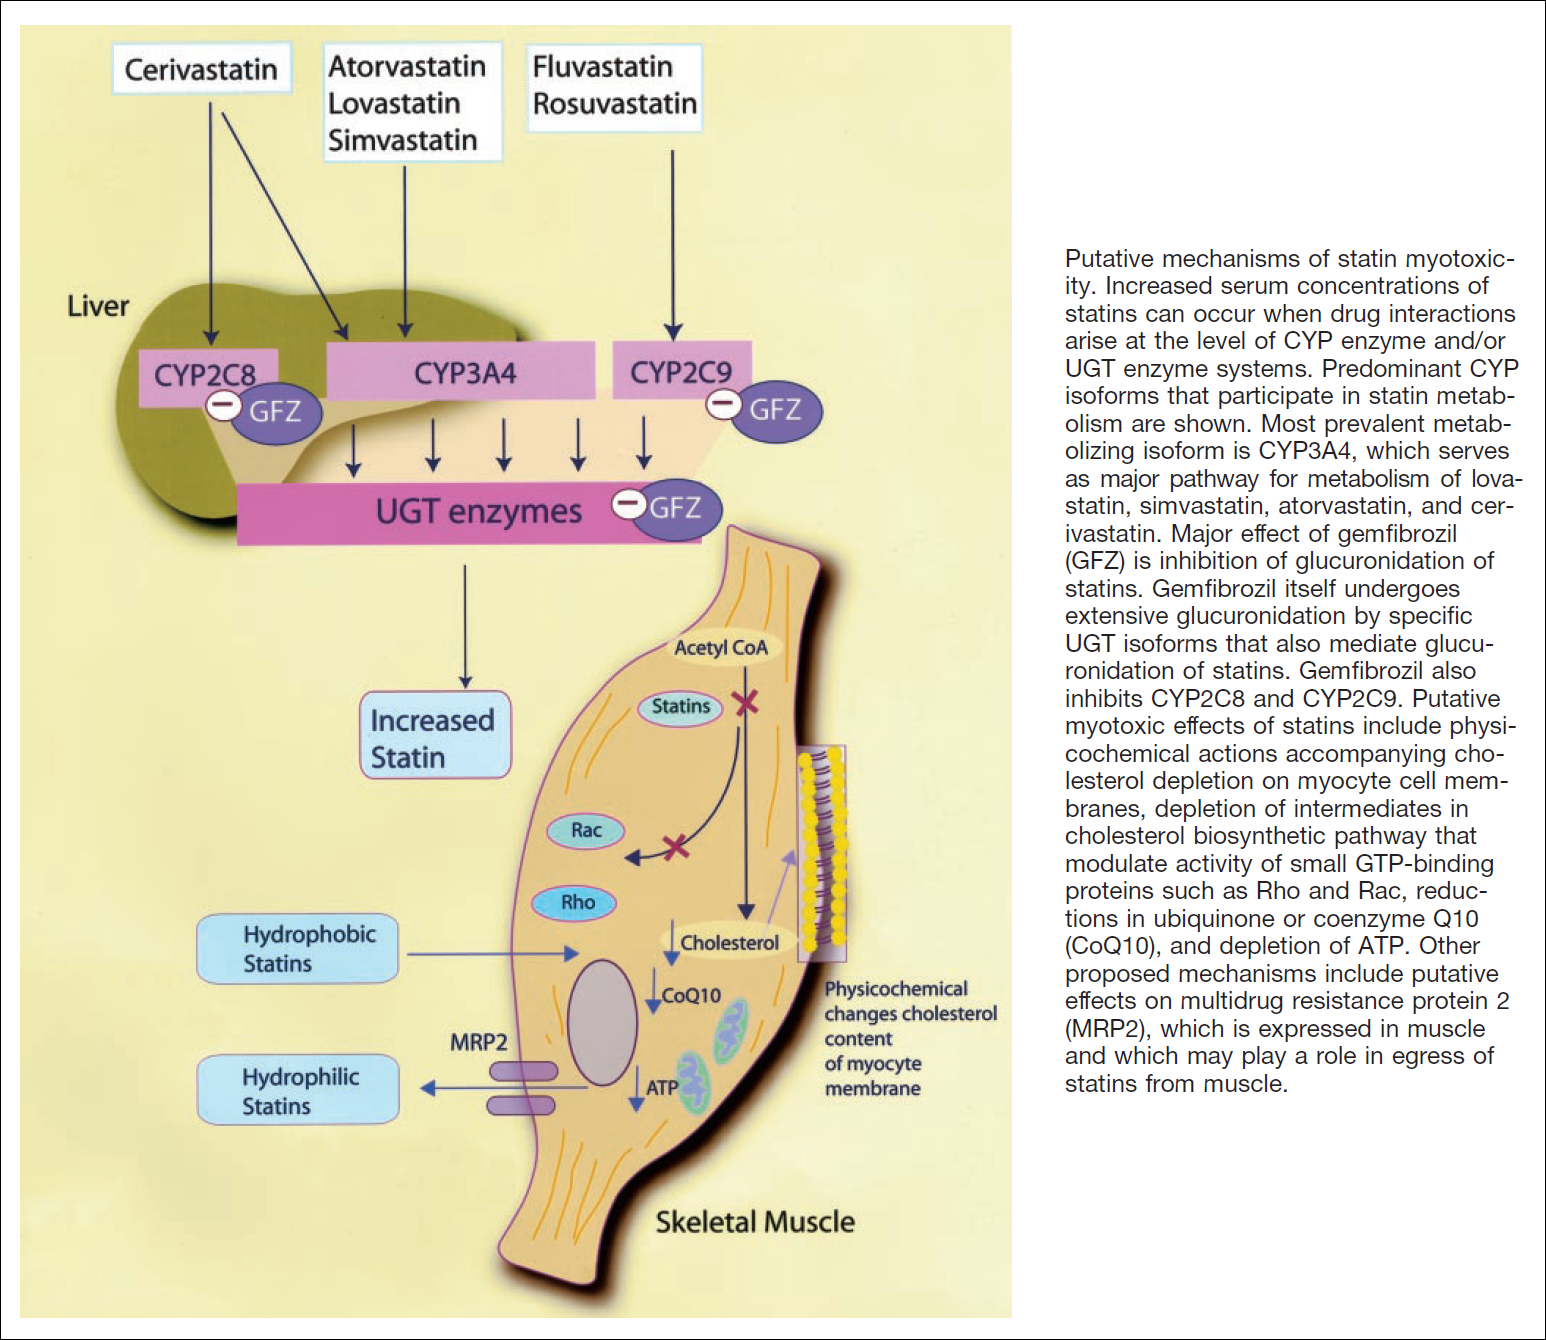 Cerivastatin
Atorvastatin
Lovastatin
Simvastatin
Fluvastatin
Rosuvastatin
Liver
CYP2C8
GFZ
CYP3A4
CYP2C9
GFZ
UGT enzymes
GFZ
Increased
Statin
Acetyl CoA
Statins
Rac
Rho
Cholesterol
CoQ10
ATP
Hydrophobic
Statins
MRP2
Hydrophilic
Statins
Physicochemical
changes cholesterol
content
of myocyte
membrane
Skeletal Muscle
Putative mechanisms of statin myotoxic-
ity. Increased serum concentrations of
statins can occur when drug interactions
arise at the level of CYP enzyme and/or
UGT enzyme systems. Predominant CYP
isoforms that participate in statin metab-
olism are shown. Most prevalent metab-
olizing isoform is CYP3A4, which serves
as major pathway for metabolism of lova-
statin, simvastatin, atorvastatin, and cer-
ivastatin. Major effect of gemfibrozil
(GFZ) is inhibition of glucuronidation of
statins. Gemfibrozil itself undergoes
extensive glucuronidation by specific
UGT isoforms that also mediate glucu-
ronidation of statins. Gemfibrozil also
inhibits CYP2C8 and CYP2C9. Putative
myotoxic effects of statins include physi-
cochemical actions accompanying cho-
lesterol depletion on myocyte cell mem-
branes, depletion of intermediates in
cholesterol biosynthetic pathway that
modulate activity of small GTP-binding
proteins such as Rho and Rac, reduc-
tions in ubiquinone or coenzyme Q10
(CoQ10), and depletion of ATP. Other
proposed mechanisms include putative
effects on multidrug resistance protein 2
(MRP2), which is expressed in muscle
and which may play a role in egress of
statins from muscle.